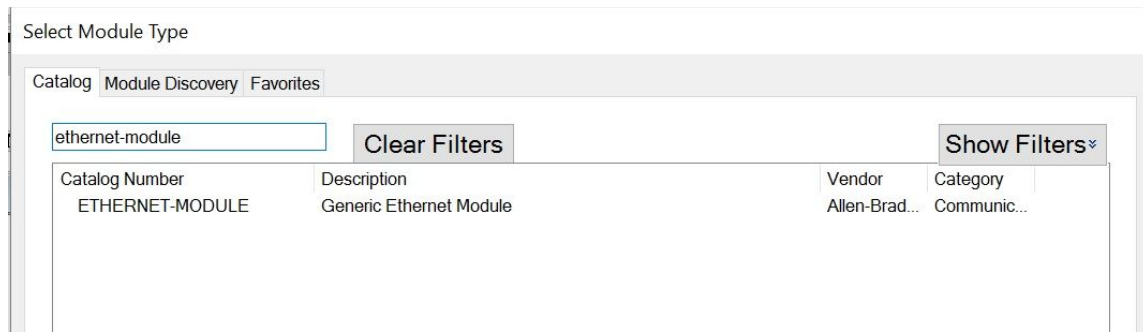 Select Module Type
Catalog Module Discovery Favorites
ethernet-module Clear Filters Show Filters
Catalog Number Description Vendor Category
ETHERNET-MODULE Generic Ethernet Module Allen-Brad... Communic...